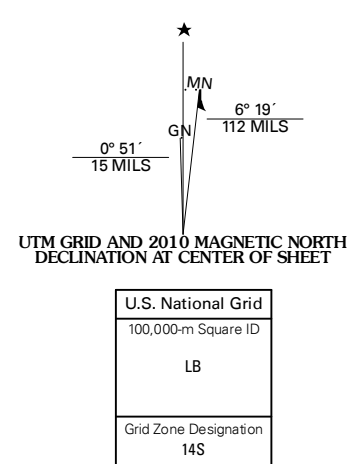 MN
GN
6° 19´
112 MILS
0° 51´
15 MILS
UTM GRID AND 2010 MAGNETIC NORTH
DECLINATION AT CENTER OF SHEET
U.S. National Grid
100,000-m Square ID
LB
Grid Zone Designation
14S